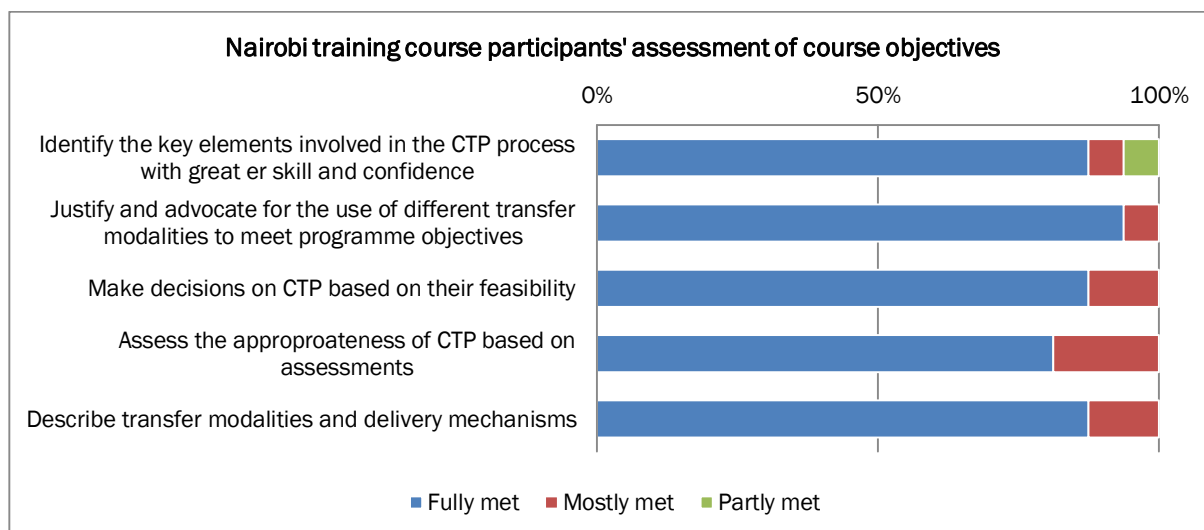 Nairobi training course participants' assessment of course objectives
0% 50% 100%
Identify the key elements involved in the CTP process
with great er skill and confidence
Justify and advocate for the use of different transfer
modalities to meet programme objectives
Make decisions on CTP based on their feasibility
Assess the approproateness of CTP based on
assessments
Describe transfer modalities and delivery mechanisms
Fully met Mostly met Partly met